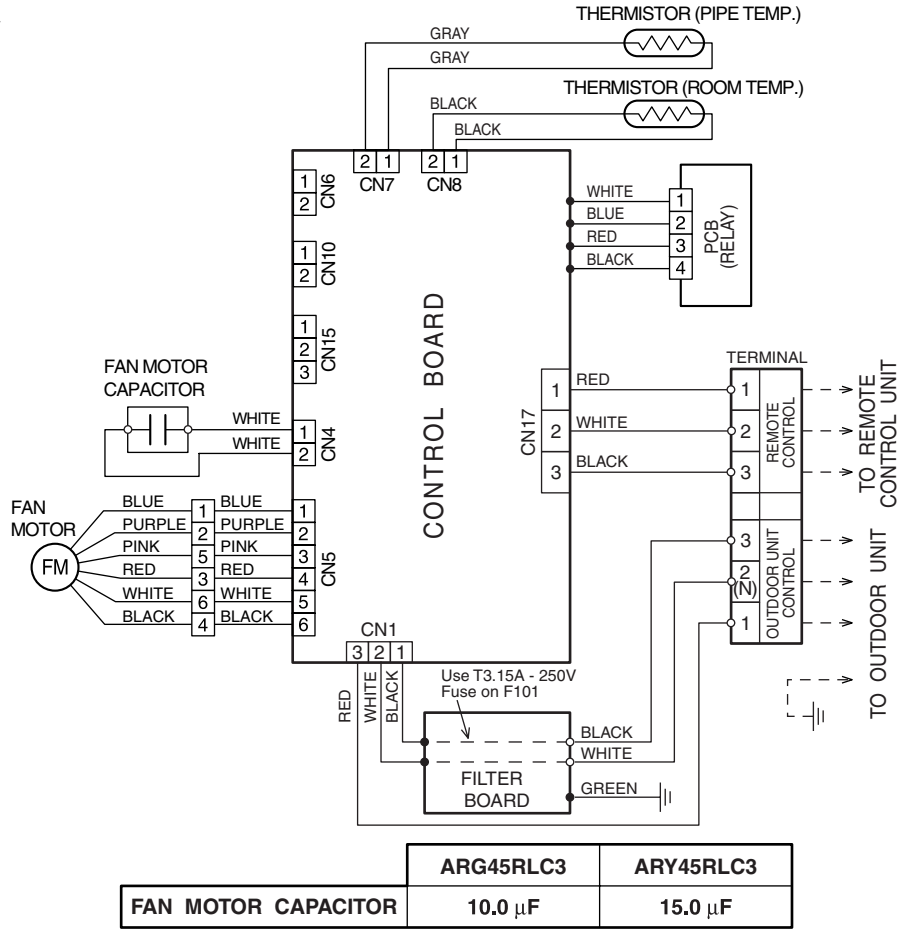 THERMISTOR (PIPE TEMP.)
GRAY
GRAY
THERMISTOR (ROOM TEMP.)
BLACK
BLACK
2 1
CN7
2 1
CN8
1
2
CN6
1
2
CN10
1
2
3
CN15
CONTROL BOARD
WHITE
BLUE
RED
BLACK
1
2
3
4
PCB
(RELAY)
FAN MOTOR
CAPACITOR
WHITE
WHITE
1
2
CN4
FAN
MOTOR
FM
BLUE 1 BLUE 1
PURPLE 2 PURPLE 2
PINK 5 PINK 3
RED 3 RED 4
WHITE 6 WHITE 5
BLACK 4 BLACK 6
CN5
CN17
1 RED
2 WHITE
3 BLACK
TERMINAL
1
2
3
REMOTE
CONTROL
TO REMOTE
CONTROL UNIT
3
2
(N)
1
OUTDOOR UNIT
CONTROL
TO OUTDOOR UNIT
CN1
3 2 1
RED
WHITE
BLACK
Use T3.15A - 250V
Fuse on F101
BLACK
WHITE
GREEN
FILTER
BOARD
ARG45RLC3 ARY45RLC3
FAN MOTOR CAPACITOR 10.0 μF 15.0 μF